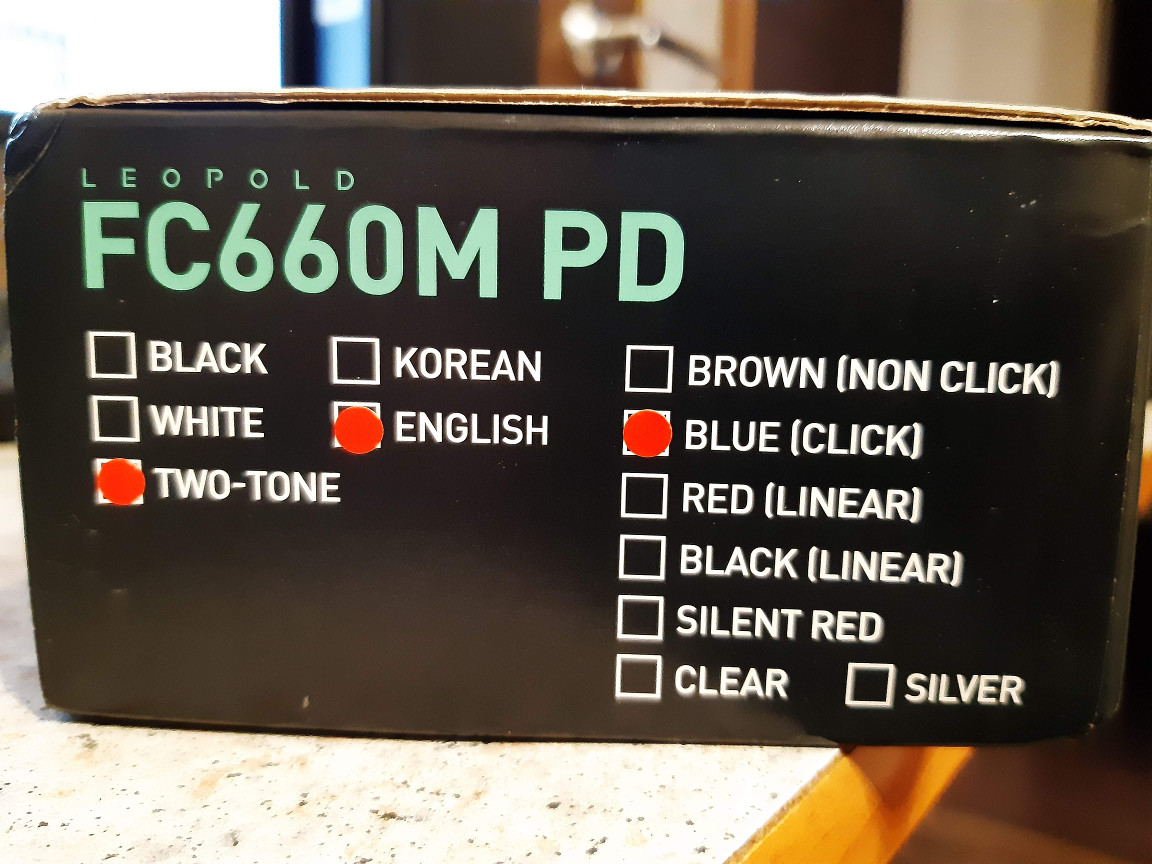 LEOPOLD
FC660M PD
BLACK
WHITE
TWO-TONE
KOREAN
ENGLISH
BROWN (NON CLICK)
BLUE (CLICK)
RED (LINEAR)
BLACK (LINEAR)
SILENT RED
CLEAR SILVER